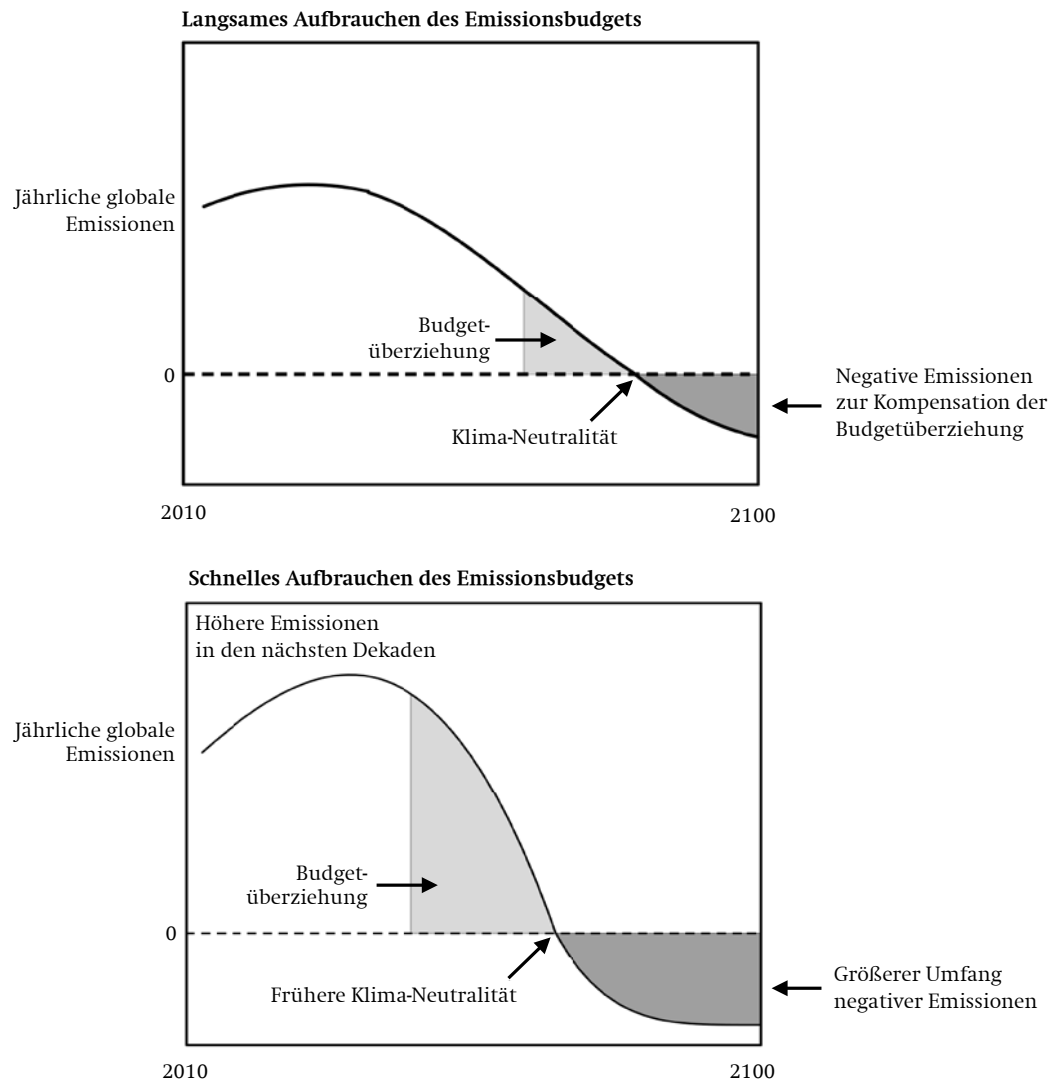 Langsames Aufbrauchen des Emissionsbudgets
Jährliche globale
Emissionen
Budget-
überziehung
0
Klima-Neutralität
Negative Emissionen
zur Kompensation der
Budgetüberziehung
2010
2100
Schnelles Aufbrauchen des Emissionsbudgets
Höhere Emissionen
in den nächsten Dekaden
Jährliche globale
Emissionen
Budget-
überziehung
0
Frühere Klima-Neutralität
Größerer Umfang
negativer Emissionen
2010
2100